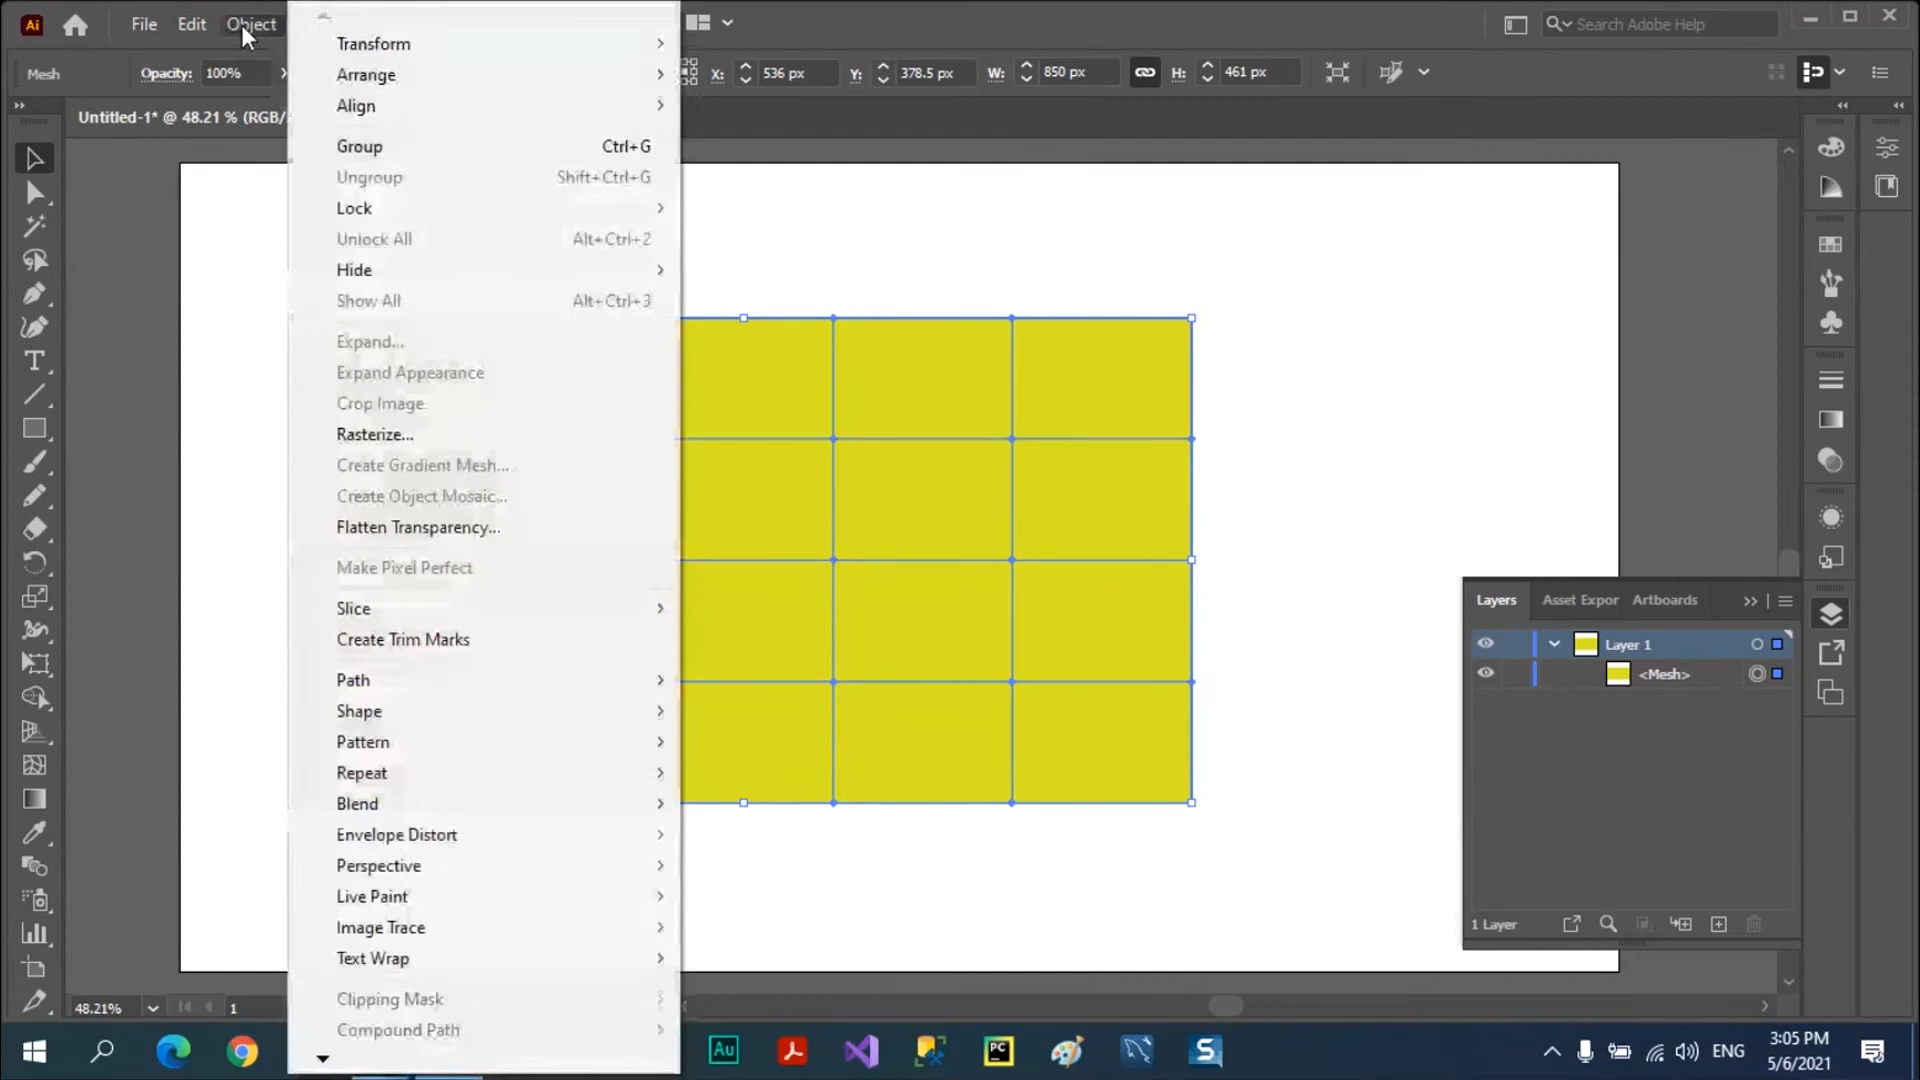 Ai
File
Edit
Object
Search Adobe Help
Mesh
Opacity:
100%
X:
536 px
Y:
378.5 px
W:
850 px
H:
461 px
Untitled-1* @ 48.21 % (RGB/
Transform
Arrange
Align
Group Ctrl+G
Ungroup Shift+Ctrl+G
Lock
Unlock All Alt+Ctrl+2
Hide
Show All Alt+Ctrl+3
Expand...
Expand Appearance
Crop Image
Rasterize...
Create Gradient Mesh...
Create Object Mosaic...
Flatten Transparency...
Make Pixel Perfect
Slice
Create Trim Marks
Path
Shape
Pattern
Repeat
Blend
Envelope Distort
Perspective
Live Paint
Image Trace
Text Wrap
Clipping Mask
Compound Path
Layers
Asset Expor
Artboards
Layer 1
<Mesh>
1 Layer
48.21%
1
Au
PC
S
ENG
3:05 PM
5/6/2021